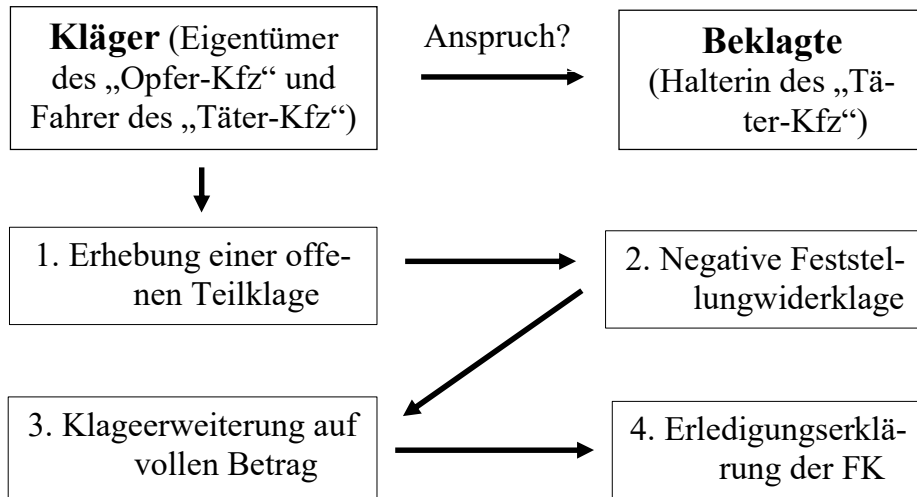 Kläger (Eigentümer
des „Opfer-Kfz“ und
Fahrer des „Täter-Kfz“)
Anspruch?
Beklagte
(Halterin des „Tä-
ter-Kfz“)
1. Erhebung einer offe-
nen Teilklage
2. Negative Feststel-
lungwiderklage
3. Klageerweiterung auf
vollen Betrag
4. Erledigungserklä-
rung der FK